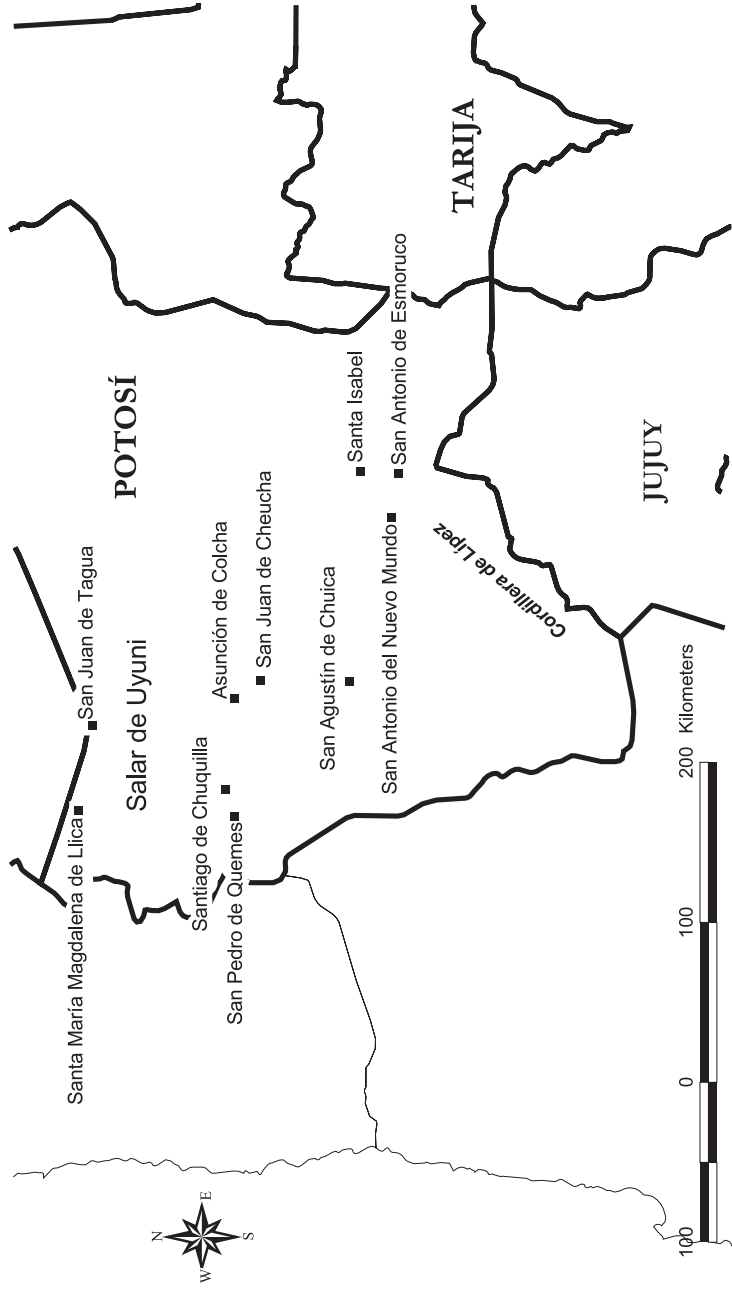 Santa María Magdalena de Llica
San Juan de Tagua
POTOSÍ
Salar de Uyuni
N
W E
S
Santiago de Chuquilla
Asunción de Colcha
San Pedro de Quemes
San Juan de Cheucha
San Agustín de Chuica
Santa Isabel
San Antonio del Nuevo Mundo
San Antonio de Esmoruco
TARIJA
Cordillera de Lípez
JUJUY
100 0 100 200 Kilometers